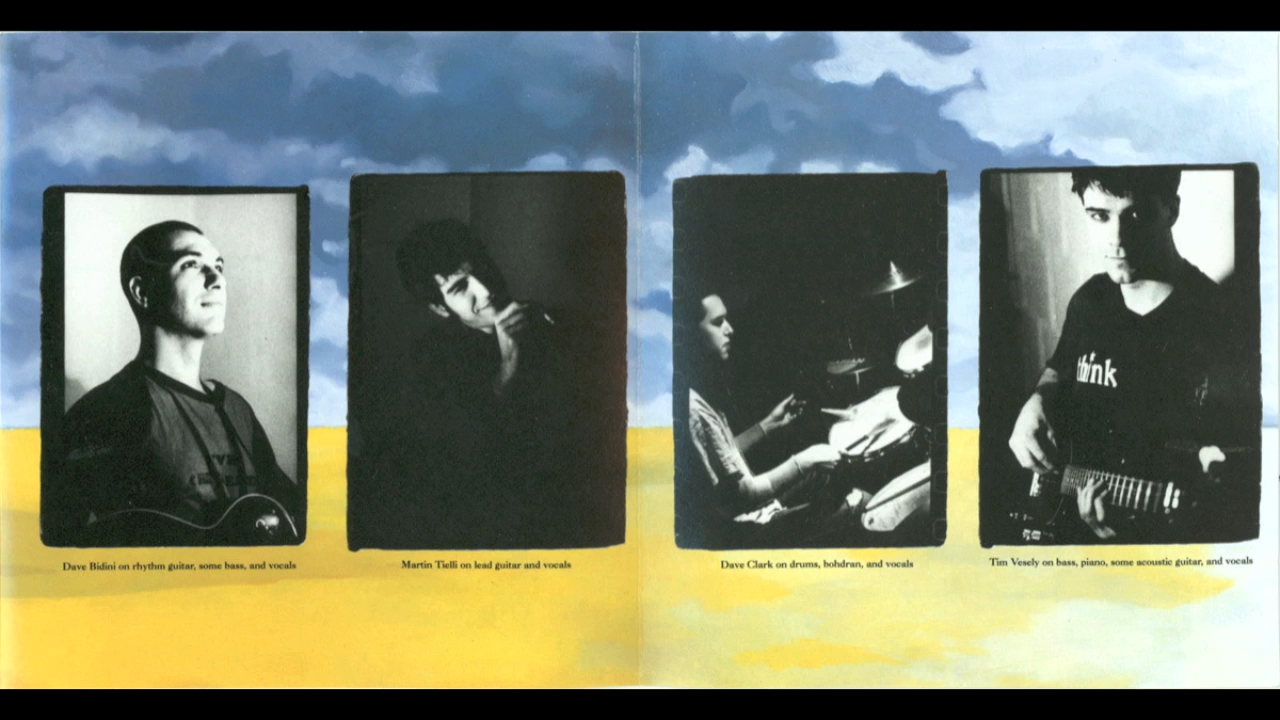 think
Dave Bidini on rhythm guitar, some bass, and vocals
Martin Tielli on lead guitar and vocals
Dave Clark on drums, bohdran, and vocals
Tim Vesely on bass, piano, some acoustic guitar, and vocals